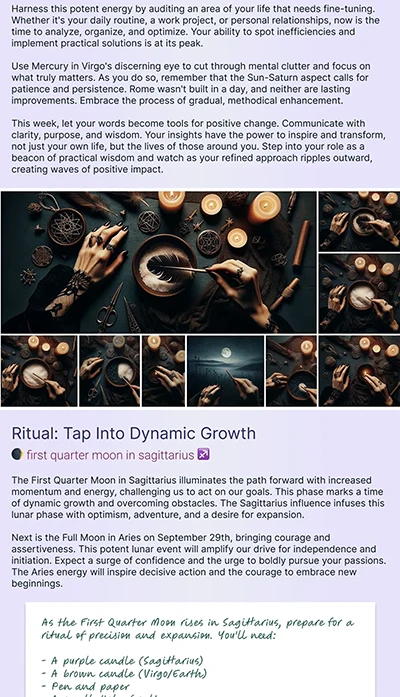 Harness this potent energy by auditing an area of your life that needs fine-tuning.
Whether it's your daily routine, a work project, or personal relationships, now is the
time to analyze, organize, and optimize. Your ability to spot inefficiencies and
implement practical solutions is at its peak.
Use Mercury in Virgo's discerning eye to cut through mental clutter and focus on
what truly matters. As you do so, remember that the Sun-Saturn aspect calls for
patience and persistence. Rome wasn't built in a day, and neither are lasting
improvements. Embrace the process of gradual, methodical enhancement.
This week, let your words become tools for positive change. Communicate with
clarity, purpose, and wisdom. Your insights have the power to inspire and transform,
not just your own life, but the lives of those around you. Step into your role as a
beacon of practical wisdom and watch as your refined approach ripples outward,
creating waves of positive impact.
Ritual: Tap Into Dynamic Growth
🌒 first quarter moon in sagittarius ♐
The First Quarter Moon in Sagittarius illuminates the path forward with increased
momentum and energy, challenging us to act on our goals. This phase marks a time
of dynamic growth and overcoming obstacles. The Sagittarius influence infuses this
lunar phase with optimism, adventure, and a desire for expansion.
Next is the Full Moon in Aries on September 29th, bringing courage and
assertiveness. This potent lunar event will amplify our drive for independence and
initiation. Expect a surge of confidence and the urge to boldly pursue your passions.
The Aries energy will inspire decisive action and the courage to embrace new
beginnings.
As the First Quarter Moon rises in Sagittarius, prepare for a
ritual of precision and expansion. You'll need:
- A purple candle (Sagittarius)
- A brown candle (Virgo/Earth)
- Pen and paper